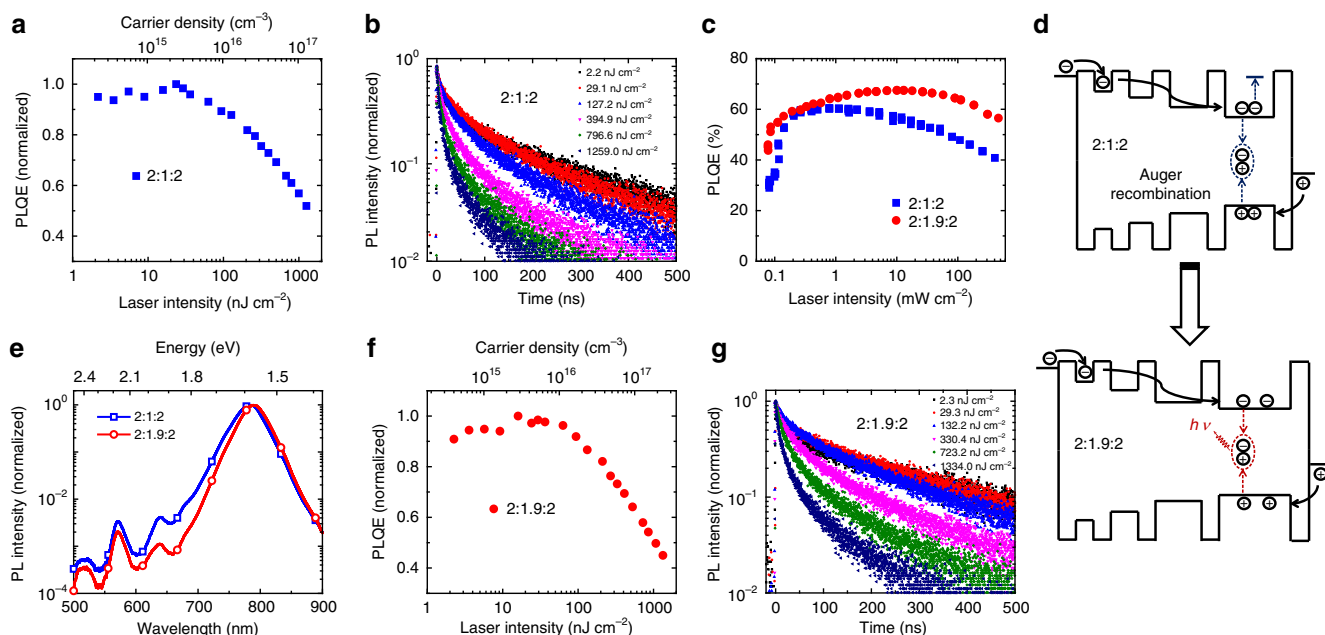 a
Carrier density (cm⁻³)
10¹⁵ 10¹⁶ 10¹⁷
1.0
0.8
0.6
0.4
PLQE (normalized)
2:1:2
1 10 100 1000
Laser intensity (nJ cm⁻²)
b
10⁰
10⁻¹
10⁻²
PL intensity (normalized)
2:1:2
2.2 nJ cm⁻²
29.1 nJ cm⁻²
127.2 nJ cm⁻²
394.9 nJ cm⁻²
796.6 nJ cm⁻²
1259.0 nJ cm⁻²
0 100 200 300 400 500
Time (ns)
c
80
60
40
20
0
PLQE (%)
2:1:2
2:1.9:2
0.1 1 10 100
Laser intensity (mW cm⁻²)
d
2:1:2
Auger
recombination
2:1.9:2
hν
e
Energy (eV)
2.4 2.1 1.8 1.5
10⁰
10⁻²
10⁻⁴
PL intensity (normalized)
2:1:2
2:1.9:2
500 600 700 800 900
Wavelength (nm)
f
Carrier density (cm⁻³)
10¹⁵ 10¹⁶ 10¹⁷
1.0
0.8
0.6
0.4
PLQE (normalized)
2:1.9:2
1 10 100 1000
Laser intensity (nJ cm⁻²)
g
10⁰
10⁻¹
10⁻²
PL intensity (normalized)
2:1.9:2
2.3 nJ cm⁻²
29.3 nJ cm⁻²
132.2 nJ cm⁻²
330.4 nJ cm⁻²
723.2 nJ cm⁻²
1334.0 nJ cm⁻²
0 100 200 300 400 500
Time (ns)